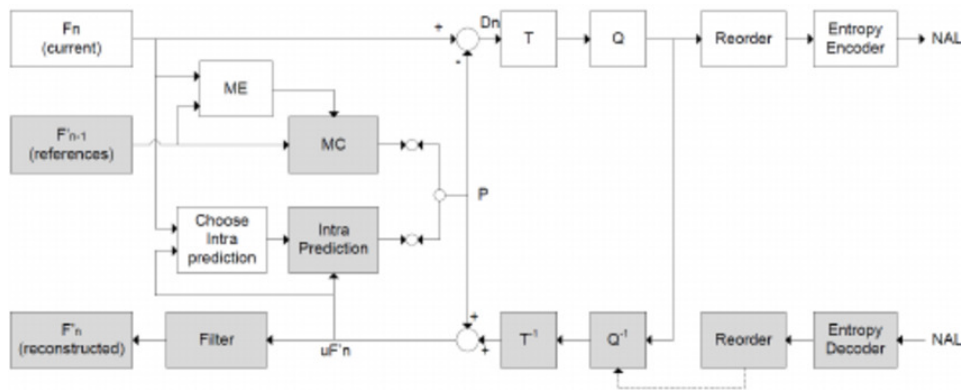 Fn
(current)
+
Dn
-
T
Q
Reorder
Entropy
Encoder
NAL
ME
F'n-1
(references)
MC
P
Choose
Intra
prediction
Intra
Prediction
F'n
(reconstructed)
Filter
uF'n
+
+
T-1
Q-1
Reorder
Entropy
Decoder
NAL